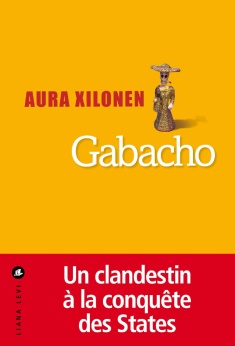 AURA XILONEN
Gabacho
LIANA LEVI
Un clandestin
à la conquête
des States